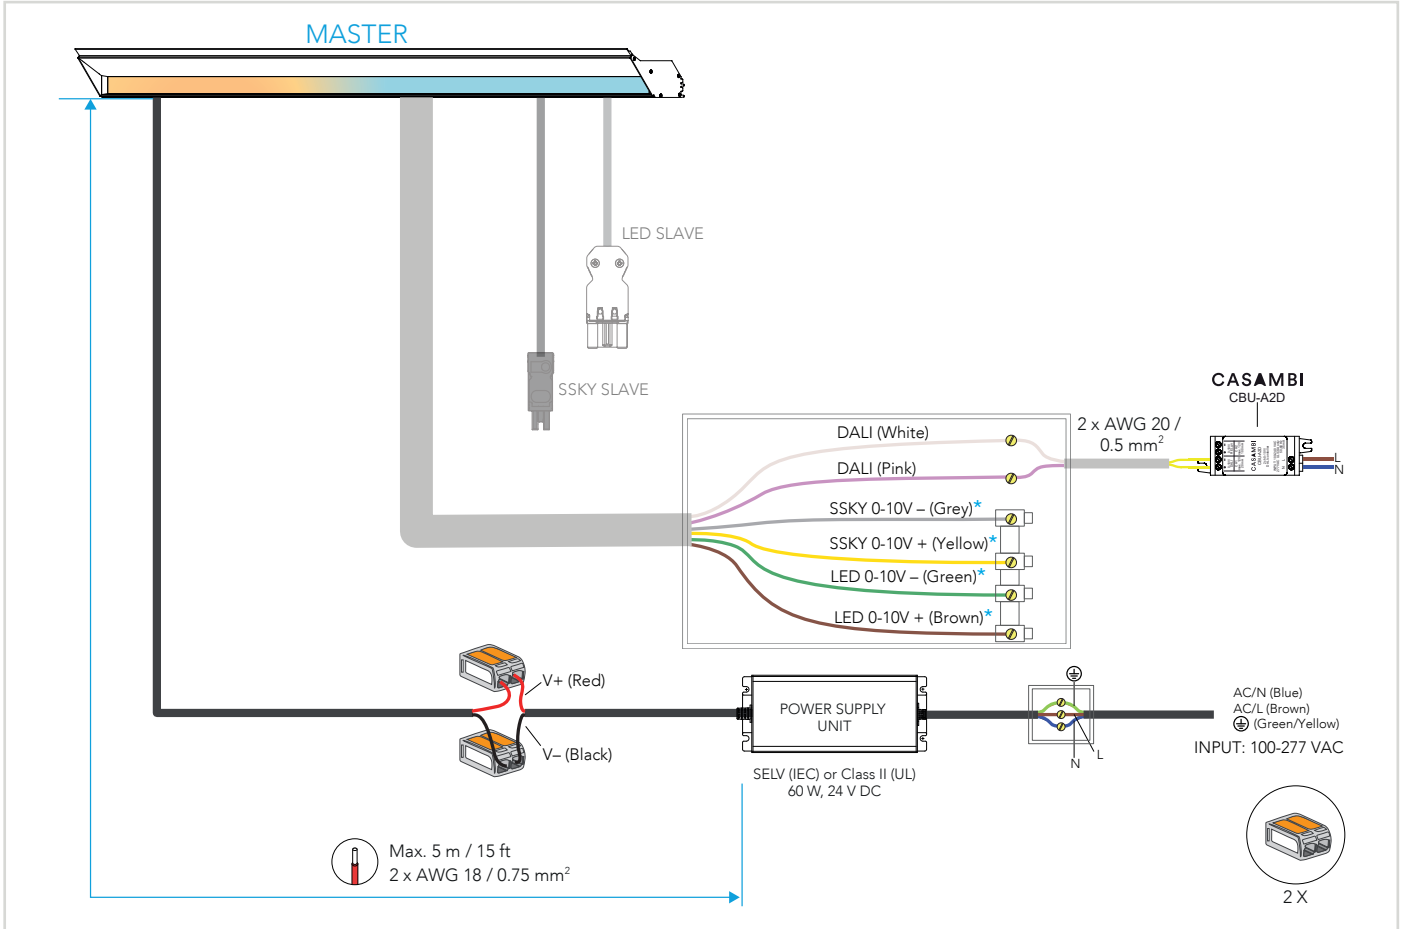 MASTER
LED SLAVE
SSKY SLAVE
CASAMBI
CBU-A2D
2 x AWG 20 /
0.5 mm²
DALI (White)
DALI (Pink)
SSKY 0-10V – (Grey)*
SSKY 0-10V + (Yellow)*
LED 0-10V – (Green)*
LED 0-10V + (Brown)*
CASAMBI
L
N
V+ (Red)
V– (Black)
POWER SUPPLY
UNIT
SELV (IEC) or Class II (UL)
60 W, 24 V DC
N
L
AC/N (Blue)
AC/L (Brown)
(Green/Yellow)
INPUT: 100-277 VAC
Max. 5 m / 15 ft
2 x AWG 18 / 0.75 mm²
2 X